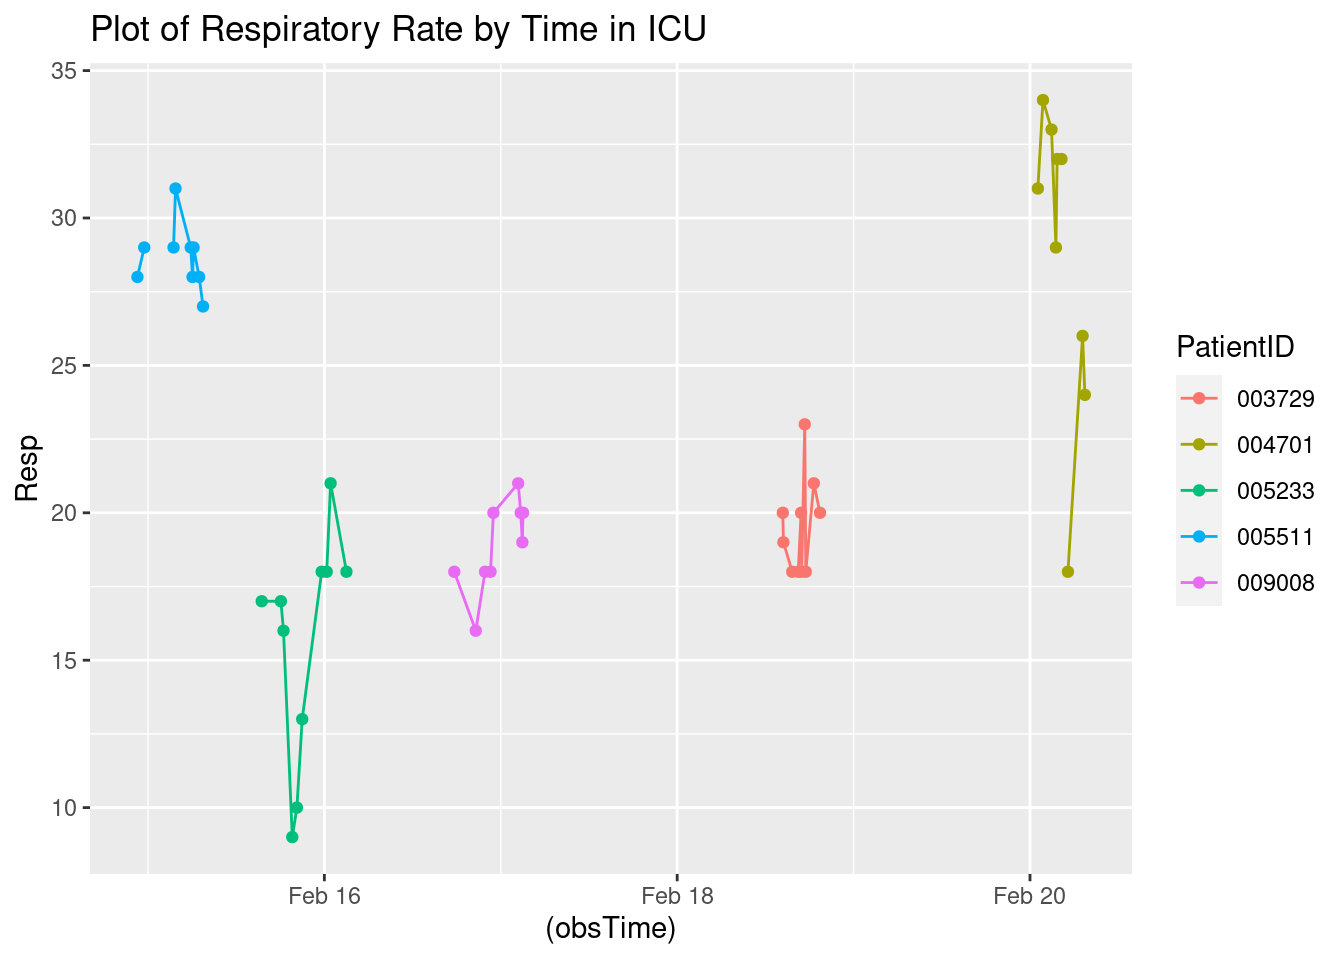 Plot of Respiratory Rate by Time in ICU
35
30
25
20
15
10
Resp
Feb 16
Feb 18
Feb 20
(obsTime)
PatientID
003729
004701
005233
005511
009008